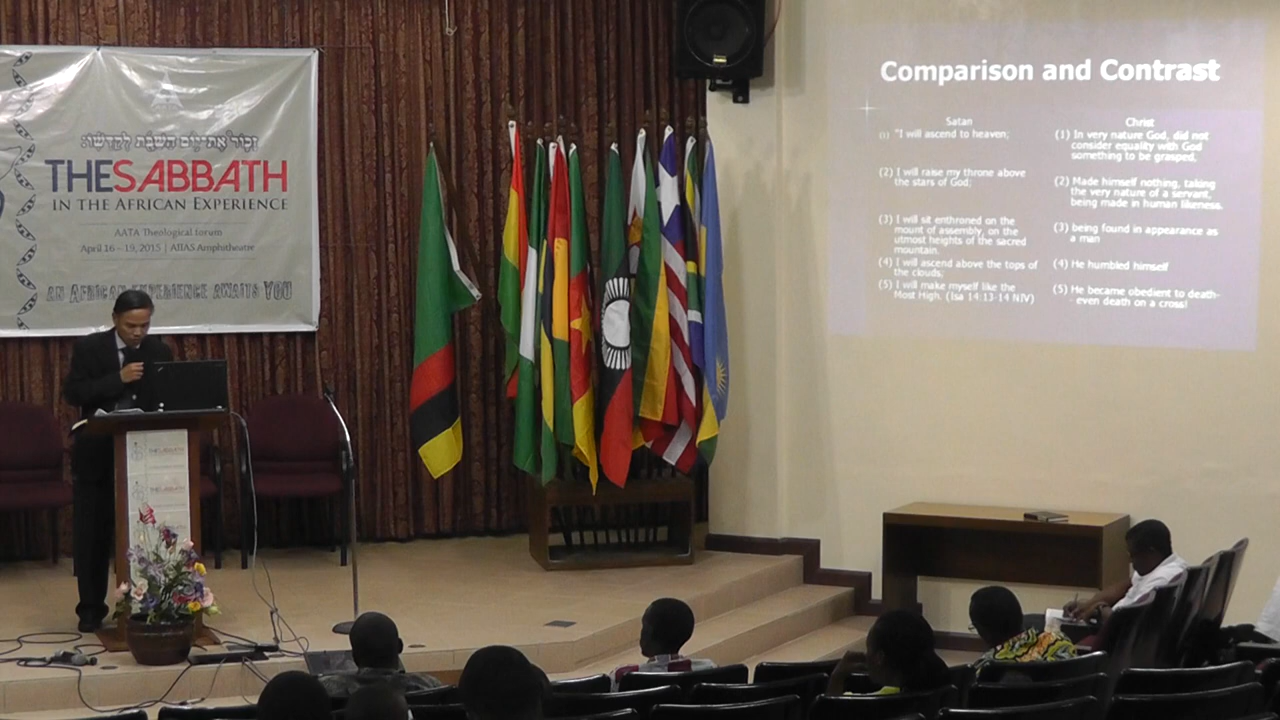 זָכוֹר אֶת־יוֹם הַשַּׁבָּת לְקַדְּשׁוֹ׃
THE SABBATH
IN THE AFRICAN EXPERIENCE
AATA Theological forum
April 16 - 19, 2015 | AIIAS Amphitheatre
AN AFRICAN EXPERIENCE AWAITS YOU
THESABBATH
THESABBATH
Comparison and Contrast
Satan
(1) "I will ascend to heaven;
(2) I will raise my throne above
the stars of God;
(3) I will sit enthroned on the
mount of assembly, on the
utmost heights of the sacred
mountain.
(4) I will ascend above the tops of
the clouds;
(5) I will make myself like the
Most High. (Isa 14:13-14 NIV)
Christ
(1) In very nature God, did not
consider equality with God
something to be grasped,
(2) Made himself nothing, taking
the very nature of a servant,
being made in human likeness.
(3) being found in appearance as
a man
(4) He humbled himself
(5) He became obedient to death-
-even death on a cross!